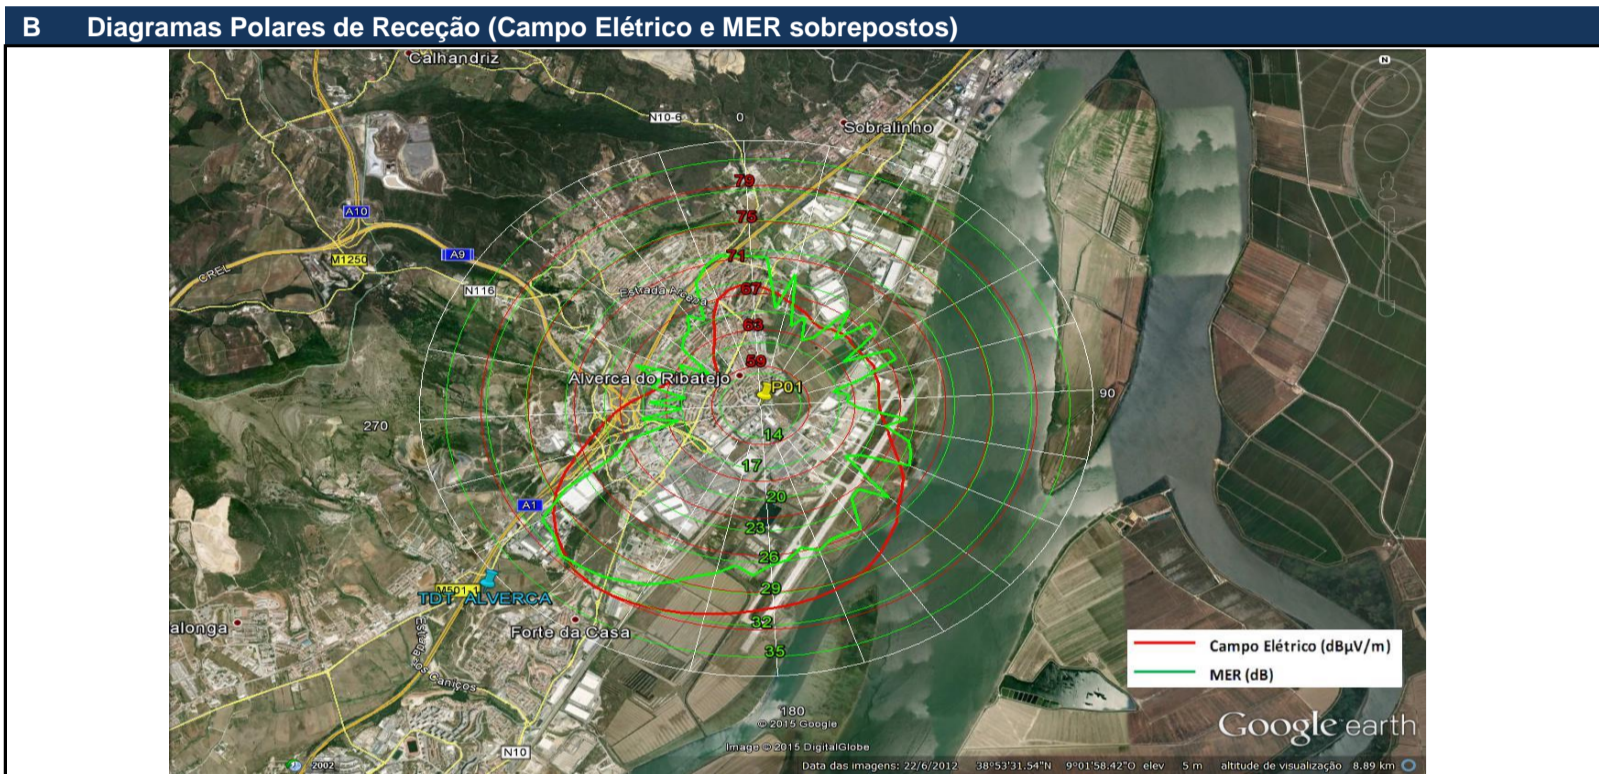 B Diagramas Polares de Receção (Campo Elétrico e MER sobrepostos)
Calhandriz
N
N10-6
0
Sobralinho
79
A10
75
A9
71
M1250
CREL
N116
67
63
59
Alverca do Ribatejo
P01
90
270
14
17
20
A1
23
26
29
TDT ALVERCA
32
alonga
Forte da Casa
35
Campo Elétrico (dBµV/m)
MER (dB)
180
© 2015 Google
Google earth
N10
Image © 2015 DigitalGlobe
2002
Data das imagens: 22/6/2012 38°53'31.54"N 9°01'58.42"O elev 5 m altitude de visualização 8.89 km